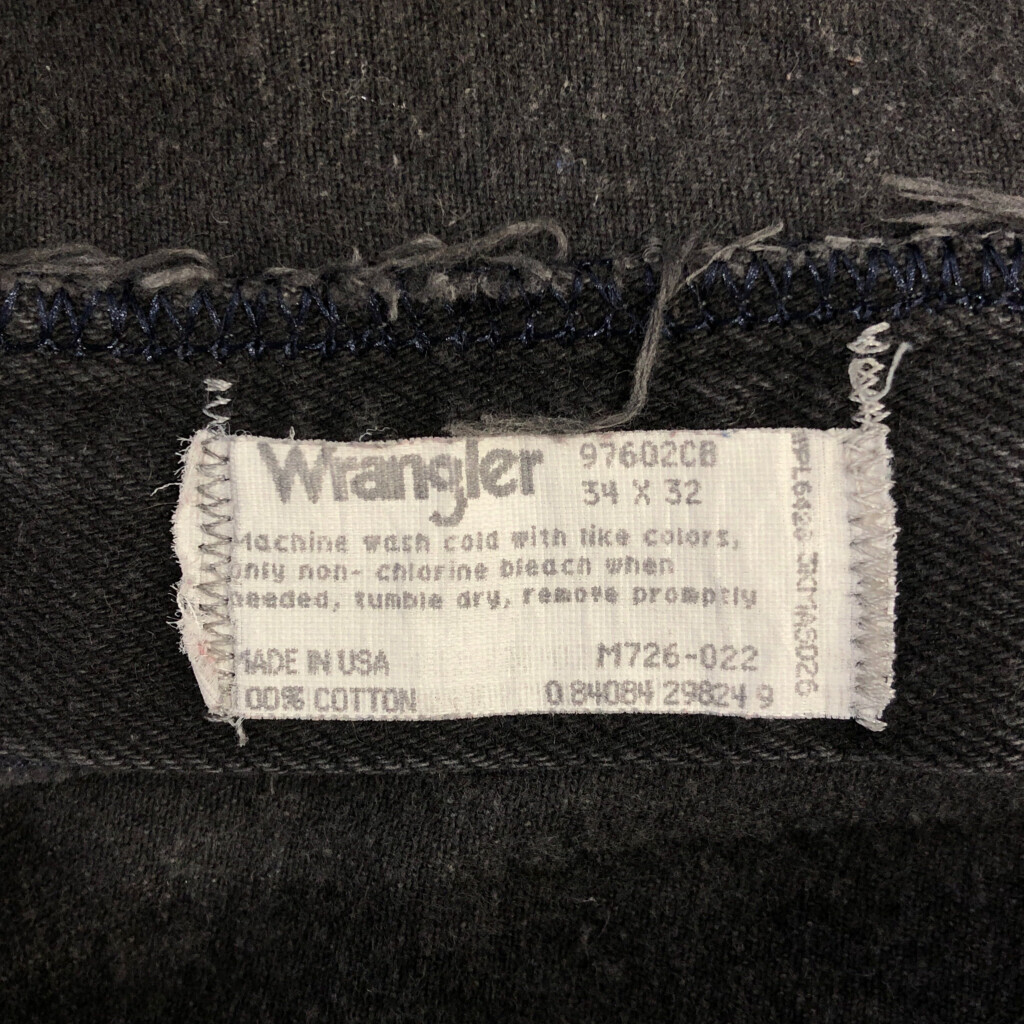 Wrangler
97602CB
34 X 32
Machine wash cold with like colors,
only non- chlorine bleach when
needed, tumble dry, remove promptly
MADE IN USA
M726-022
100% COTTON
0 84084 29824 9